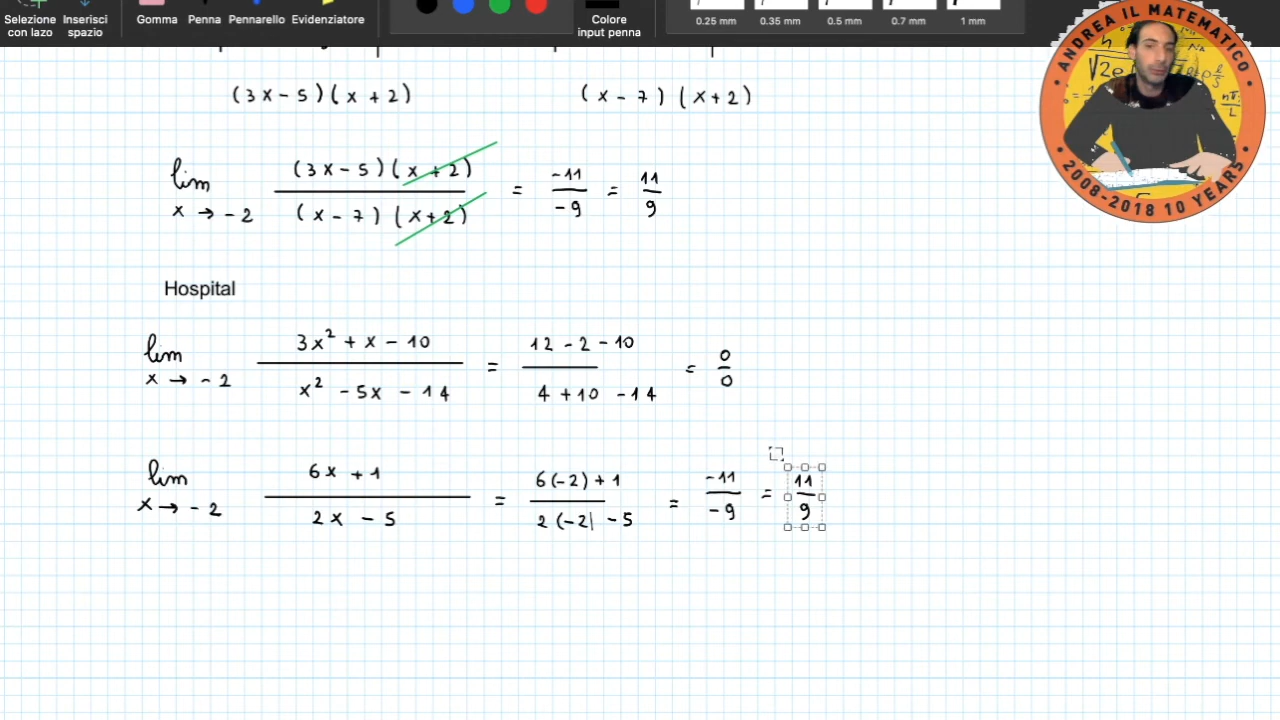 Selezione con lazo
Inserisci spazio
Gomma
Penna
Pennarello
Evidenziatore
Colore input penna
0.25 mm
0.35 mm
0.5 mm
0.7 mm
1 mm
ANDREA IL MATEMATICO
2008-2018 10 YEARS
(3x-5)(x+2)
(x-7)(x+2)
lim x→-2 (3x-5)(x+2) / (x-7)(x+2) = -11/-9 = 11/9
Hospital
lim x→-2 3x² + x - 10 / x² - 5x - 14 = 12 - 2 - 10 / 4 + 10 - 14 = 0/0
lim x→-2 6x + 1 / 2x - 5 = 6(-2) + 1 / 2(-2| - 5 = -11/-9 = 11/9